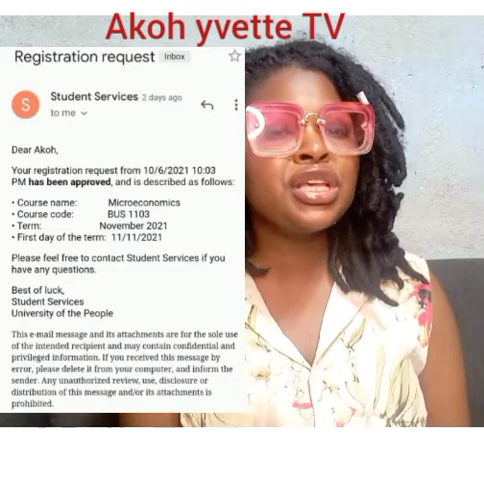 Akoh yvette TV
Registration request Inbox
S
Student Services 2 days ago
to me
Dear Akoh,
Your registration request from 10/6/2021 10:03
PM has been approved, and is described as follows:
• Course name: Microeconomics
• Course code: BUS 1103
• Term: November 2021
• First day of the term: 11/11/2021
Please feel free to contact Student Services if you
have any questions.
Best of luck,
Student Services
University of the People
This e-mail message and its attachments are for the sole use
of the intended recipient and may contain confidential and
privileged information. If you received this message by
error, please delete it from your computer, and inform the
sender. Any unauthorized review, use, disclosure or
distribution of this message and/or its attachments is
prohibited.